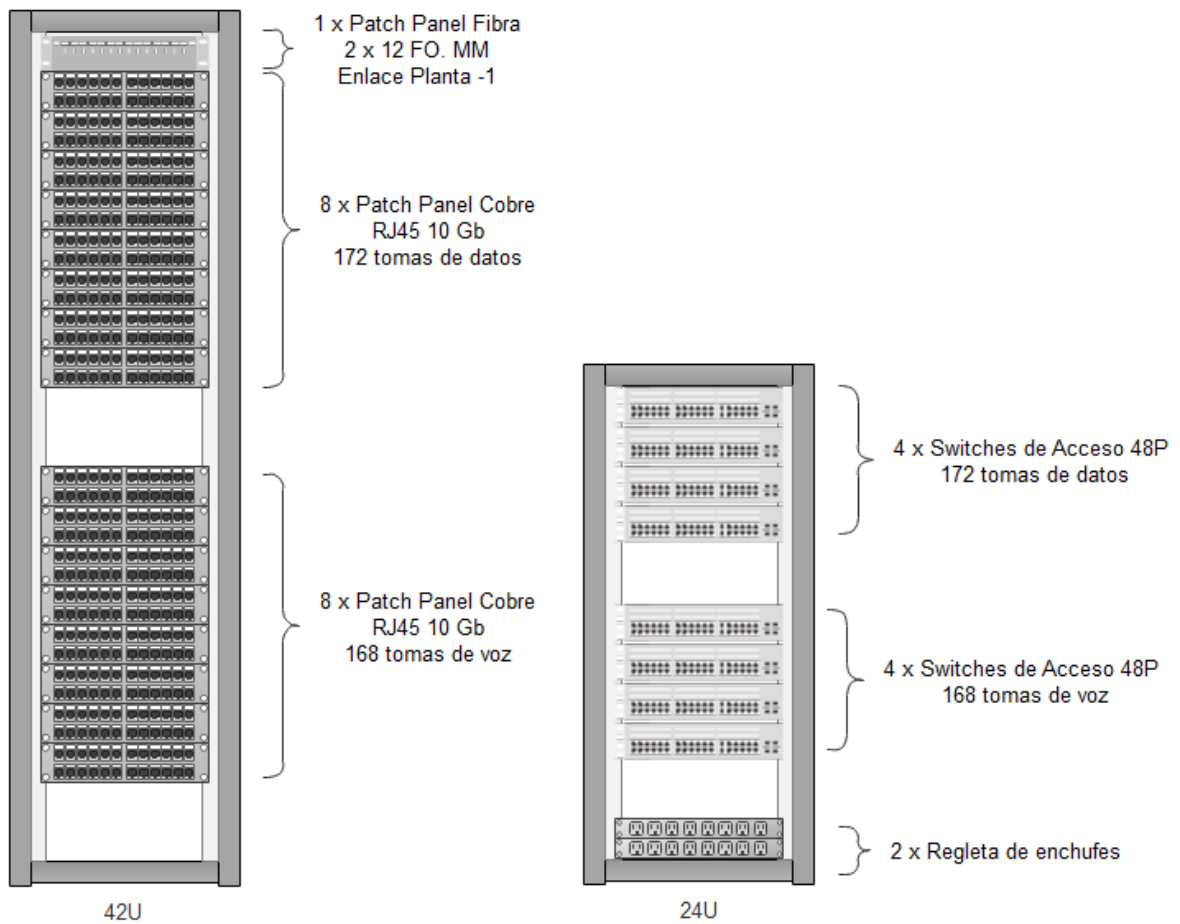 1 x Patch Panel Fibra
2 x 12 FO. MM
Enlace Planta -1
8 x Patch Panel Cobre
RJ45 10 Gb
172 tomas de datos
8 x Patch Panel Cobre
RJ45 10 Gb
168 tomas de voz
42U
4 x Switches de Acceso 48P
172 tomas de datos
4 x Switches de Acceso 48P
168 tomas de voz
2 x Regleta de enchufes
24U